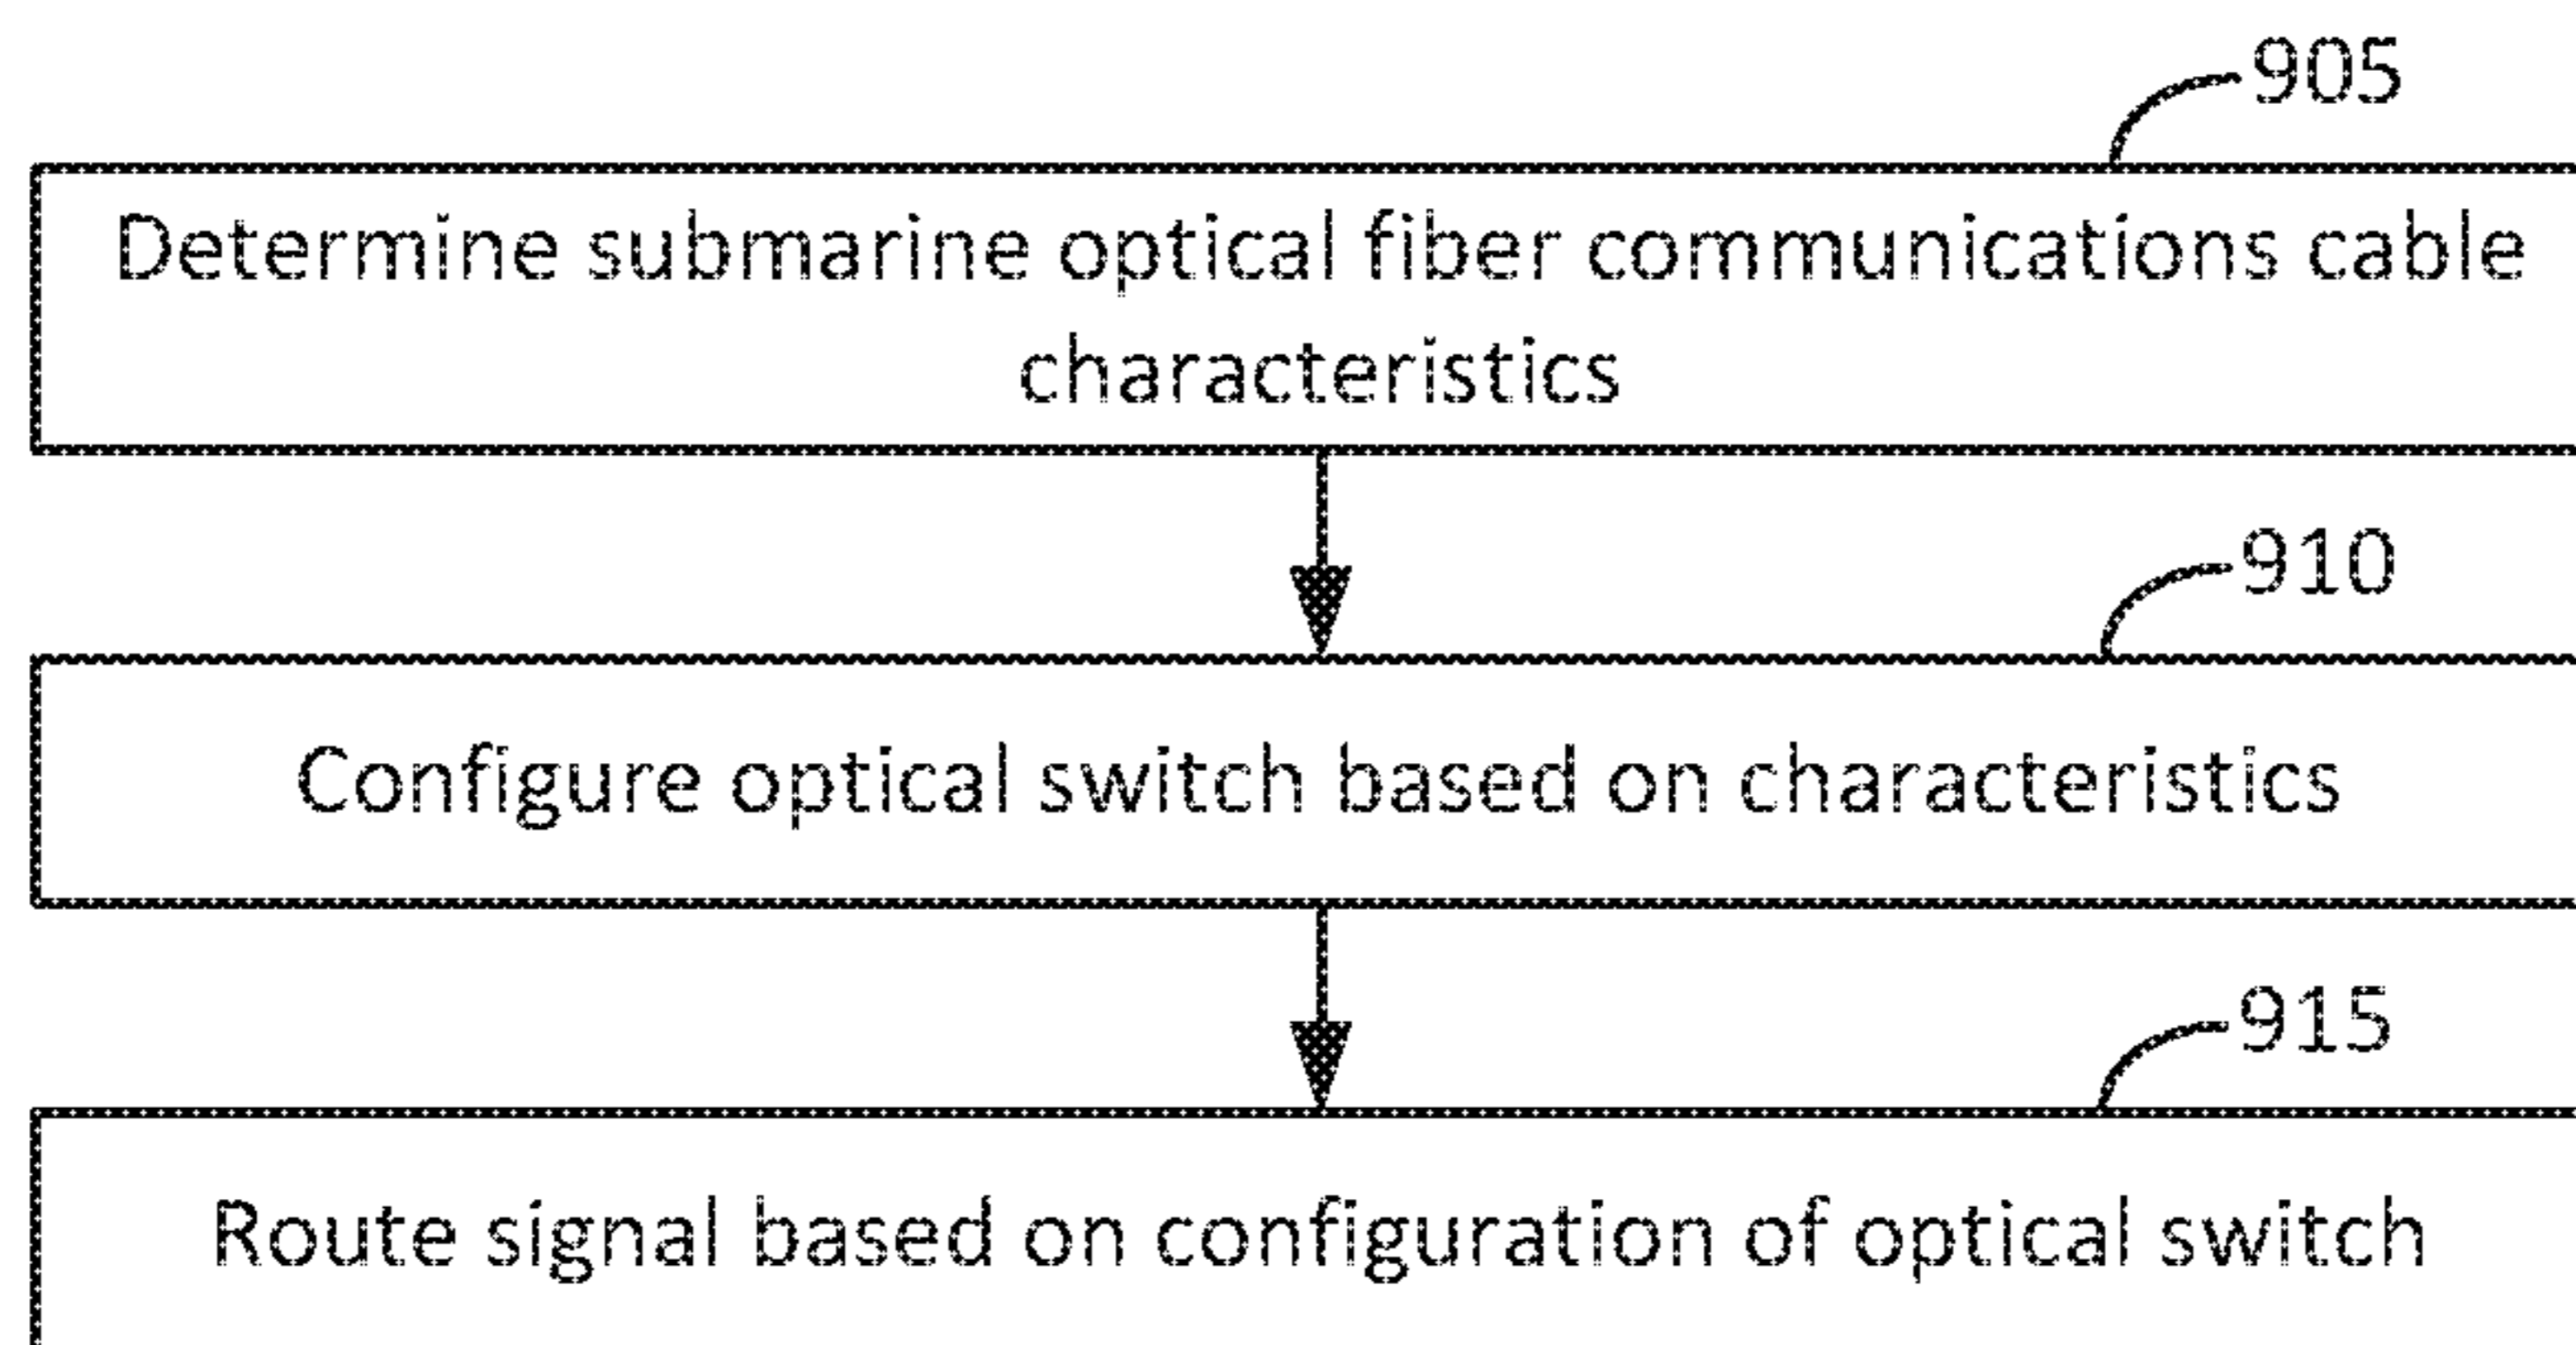 905
Determine submarine optical fiber communications cable
characteristics
910
Configure optical switch based on characteristics
915
Route signal based on configuration of optical switch